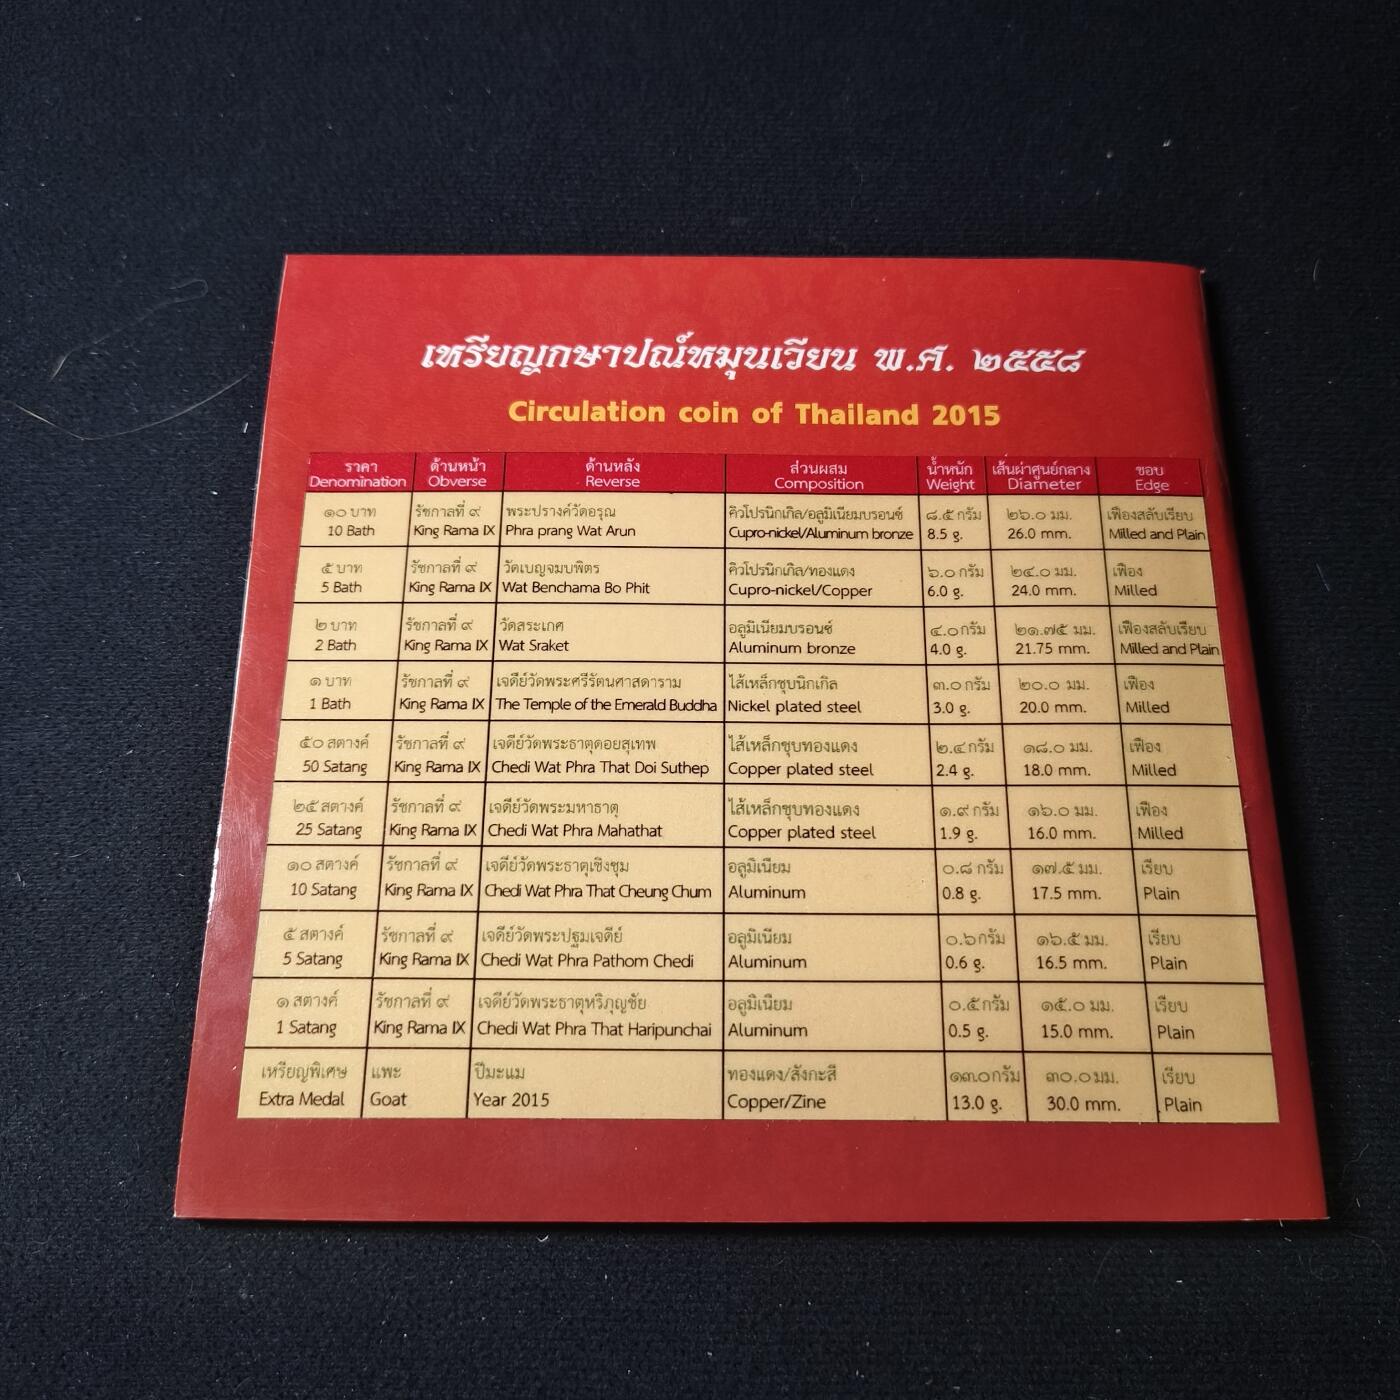 เหรียญกษาปณ์หมุนเวียน พ.ศ. ๒๕๕๘
Circulation coin of Thailand 2015
ราคา ด้านหน้า ด้านหลัง ส่วนผสม น้ำหนัก เส้นผ่าศูนย์กลาง ขอบ
Denomination Obverse Reverse Composition Weight Diameter Edge
๑๐ บาท รัชกาลที่ ๙ พระปรางค์วัดอรุณ คิวโปรนิกเกิล/อลูมิเนียมบรอนซ์ ๘.๕ กรัม ๒๖.๐ มม. เฟืองสลับเรียบ
10 Bath King Rama IX Phra prang Wat Arun Cupro-nickel/Aluminum bronze 8.5 g. 26.0 mm. Milled and Plain
๕ บาท รัชกาลที่ ๙ วัดเบญจมบพิตร คิวโปรนิกเกิล/ทองแดง ๖.๐ กรัม ๒๔.๐ มม. เฟือง
5 Bath King Rama IX Wat Benchama Bo Phit Cupro-nickel/Copper 6.0 g. 24.0 mm. Milled
๒ บาท รัชกาลที่ ๙ วัดสระเกศ อลูมิเนียมบรอนซ์ ๔.๐ กรัม ๒๑.๗๕ มม. เฟืองสลับเรียบ
2 Bath King Rama IX Wat Sraket Aluminum bronze 4.0 g. 21.75 mm. Milled and Plain
๑ บาท รัชกาลที่ ๙ เจดีย์วัดพระศรีรัตนศาสดาราม ไส้เหล็กชุบนิกเกิล ๓.๐ กรัม ๒๐.๐ มม. เฟือง
1 Bath King Rama IX The Temple of the Emerald Buddha Nickel plated steel 3.0 g. 20.0 mm. Milled
๕๐ สตางค์ รัชกาลที่ ๙ เจดีย์วัดพระธาตุดอยสุเทพ ไส้เหล็กชุบทองแดง ๒.๔ กรัม ๑๘.๐ มม. เฟือง
50 Satang King Rama IX Chedi Wat Phra That Doi Suthep Copper plated steel 2.4 g. 18.0 mm. Milled
๒๕ สตางค์ รัชกาลที่ ๙ เจดีย์วัดพระมหาธาตุ ไส้เหล็กชุบทองแดง ๑.๙ กรัม ๑๖.๐ มม. เฟือง
25 Satang King Rama IX Chedi Wat Phra Mahathat Copper plated steel 1.9 g. 16.0 mm. Milled
๑๐ สตางค์ รัชกาลที่ ๙ เจดีย์วัดพระธาตุเชิงชุม อลูมิเนียม ๐.๘ กรัม ๑๗.๕ มม. เรียบ
10 Satang King Rama IX Chedi Wat Phra That Cheung Chum Aluminum 0.8 g. 17.5 mm. Plain
๕ สตางค์ รัชกาลที่ ๙ เจดีย์วัดพระปฐมเจดีย์ อลูมิเนียม ๐.๖ กรัม ๑๖.๕ มม. เรียบ
5 Satang King Rama IX Chedi Wat Phra Pathom Chedi Aluminum 0.6 g. 16.5 mm. Plain
๑ สตางค์ รัชกาลที่ ๙ เจดีย์วัดพระธาตุหริภุญชัย อลูมิเนียม ๐.๕ กรัม ๑๕.๐ มม. เรียบ
1 Satang King Rama IX Chedi Wat Phra That Haripunchai Aluminum 0.5 g. 15.0 mm. Plain
เหรียญพิเศษ แพะ ปีมะแม ทองแดง/สังกะสี ๑๓.๐ กรัม ๓๐.๐ มม. เรียบ
Extra Medal Goat Year 2015 Copper/Zine 13.0 g. 30.0 mm. Plain